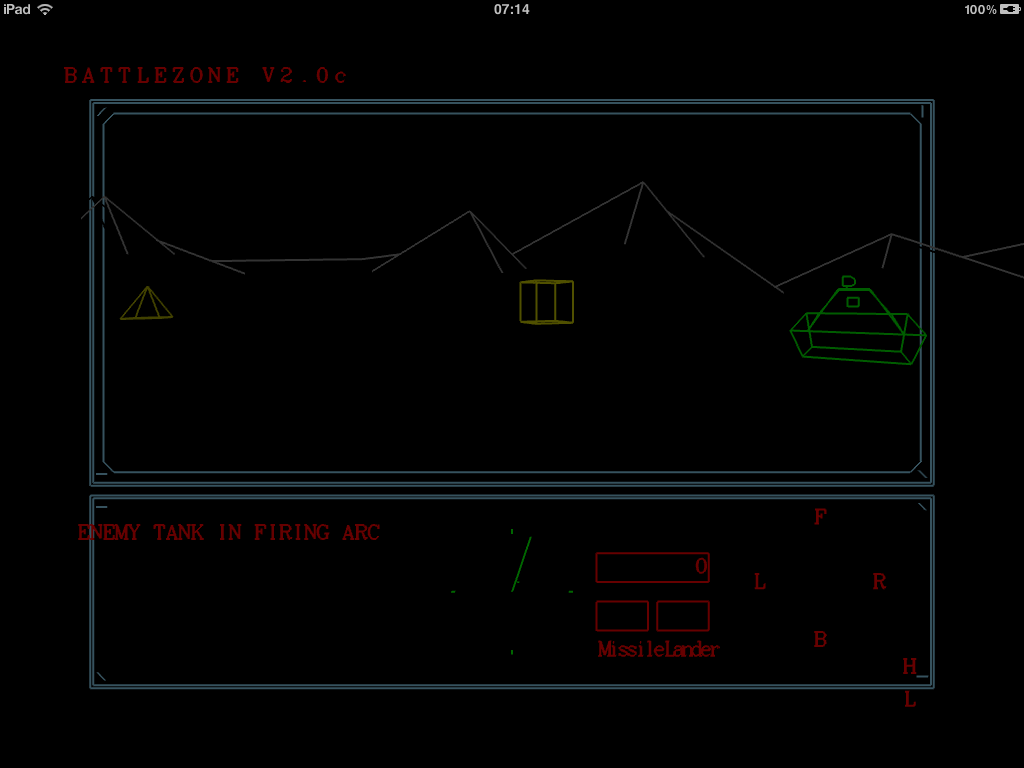 iPad 07:14 100%
BATTLEZONE V2.0c
ENEMY TANK IN FIRING ARC
F
0
L R
B
MissileLander
H
L